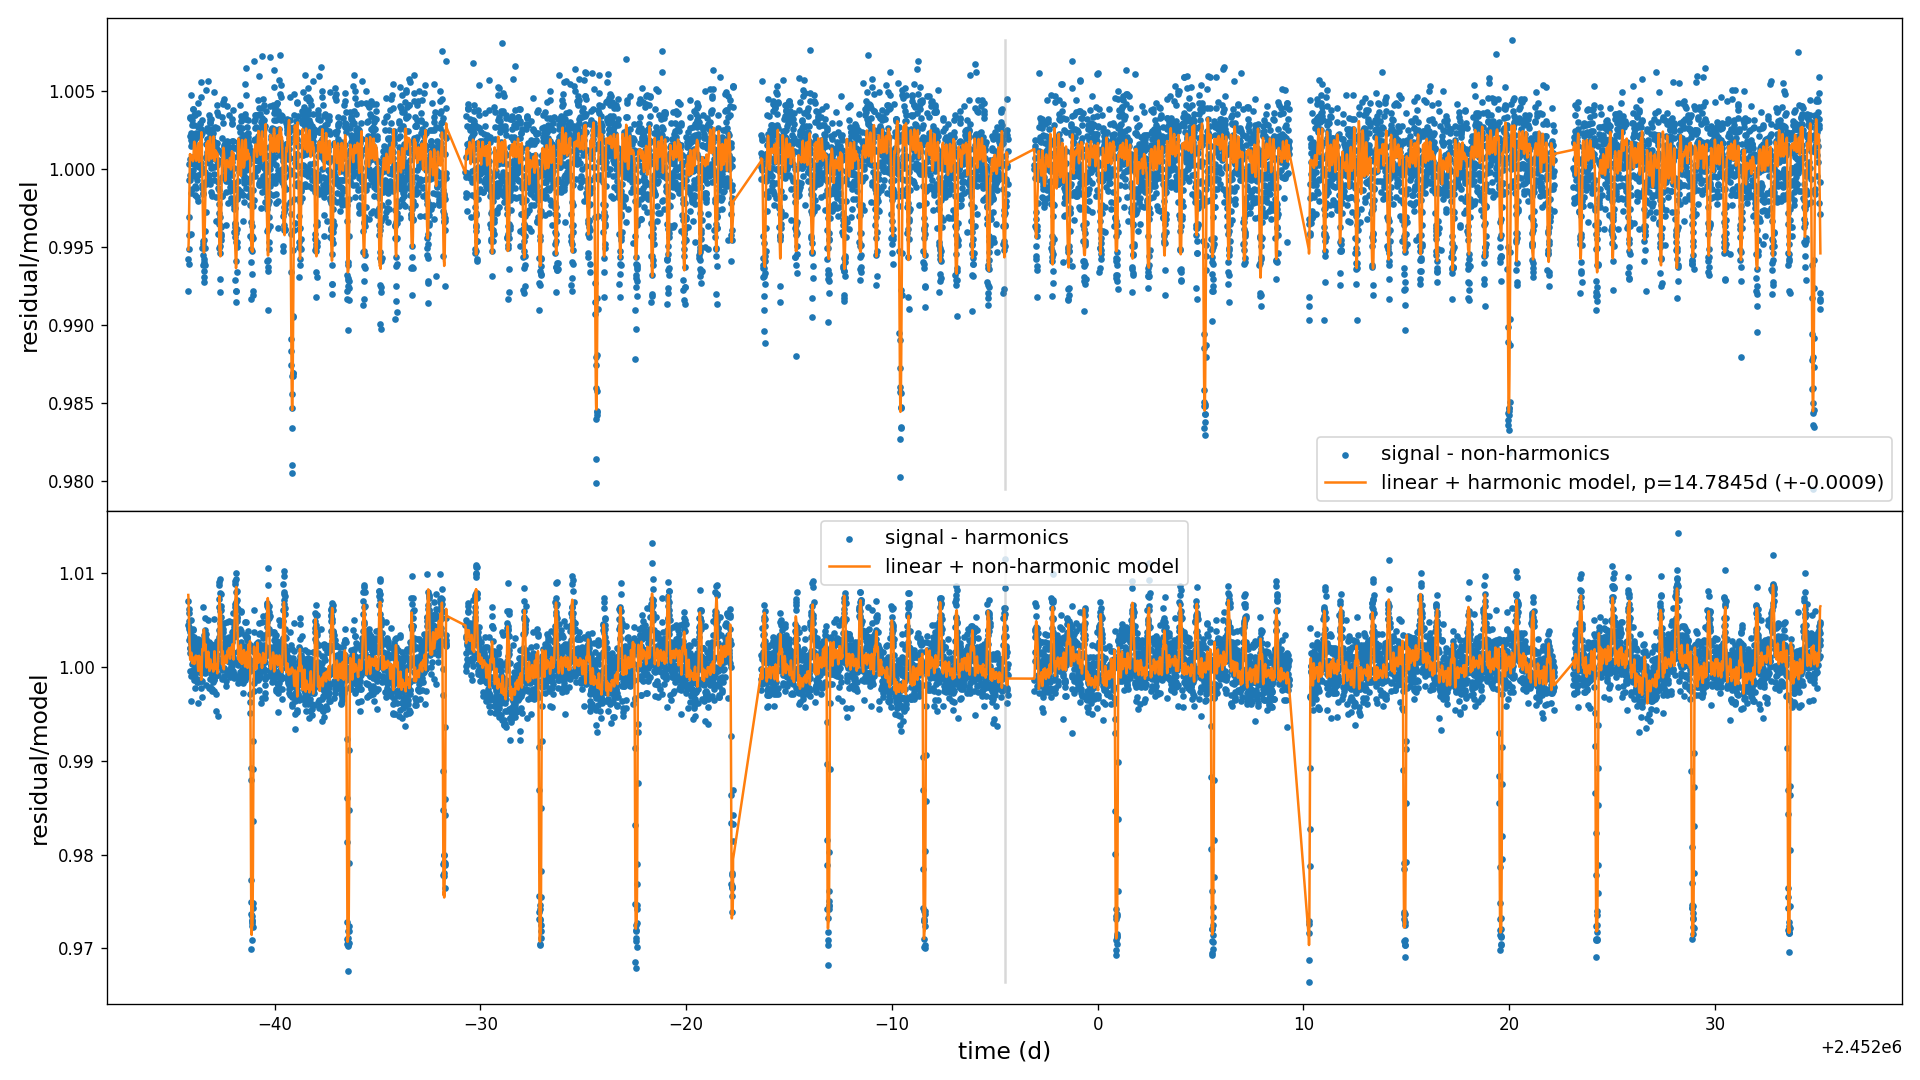 1.005
1.000
0.995
0.990
0.985
0.980
residual/model
signal - non-harmonics
linear + harmonic model, p=14.7845d (+-0.0009)
1.01
1.00
0.99
0.98
0.97
residual/model
signal - harmonics
linear + non-harmonic model
−40
−30
−20
−10
0
10
20
30
time (d)
+2.452e6